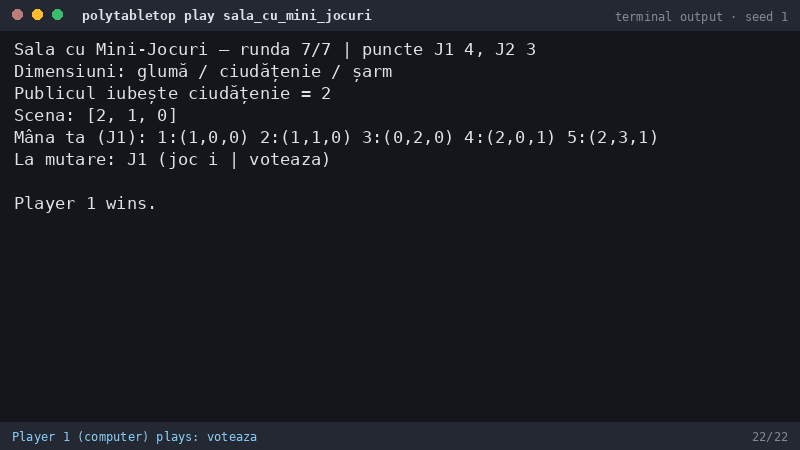 polytabletop play sala_cu_mini_jocuri
terminal output · seed 1
Sala cu Mini-Jocuri — runda 7/7 | puncte J1 4, J2 3
Dimensiuni: glumă / ciudățenie / șarm
Publicul iubește ciudățenie = 2
Scena: [2, 1, 0]
Mâna ta (J1): 1:(1,0,0) 2:(1,1,0) 3:(0,2,0) 4:(2,0,1) 5:(2,3,1)
La mutare: J1 (joc i | voteaza)
Player 1 wins.
Player 1 (computer) plays: voteaza
22/22